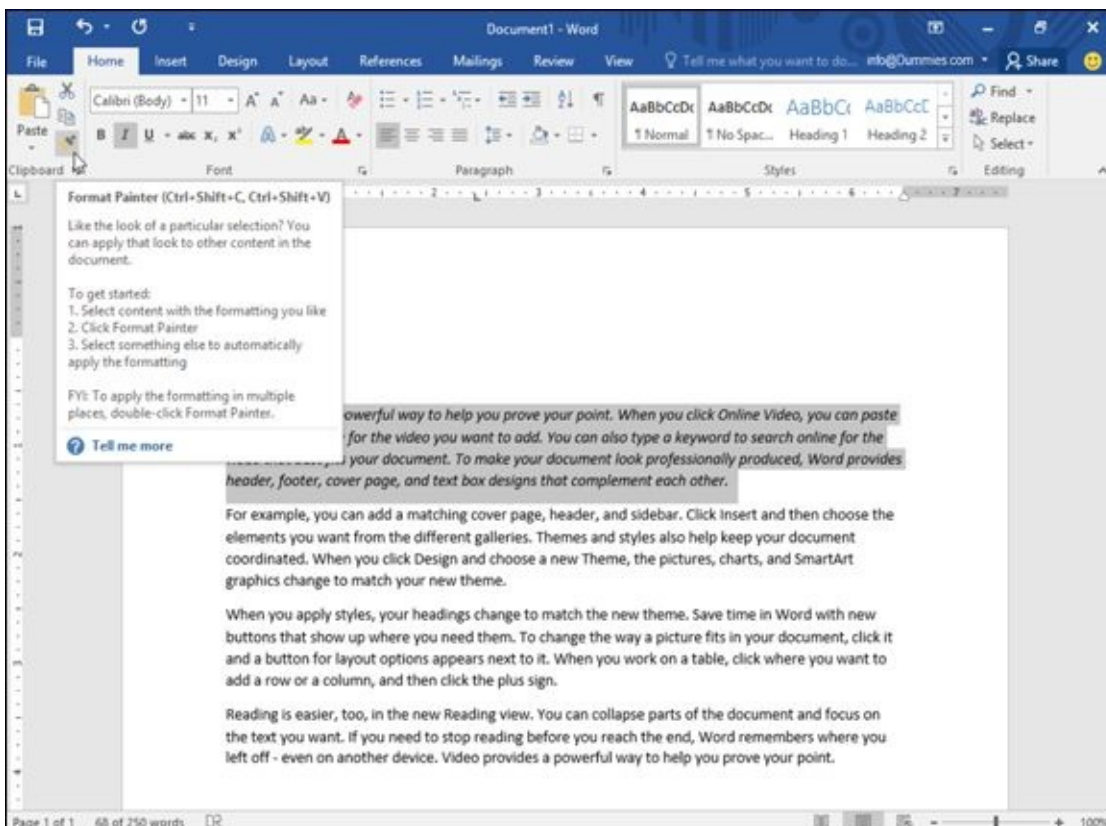 Document1 - Word
File Home Insert Design Layout References Mailings Review View Tell me what you want to do... info@Dummies.com Share
Calibri (Body) 11 A A Aa
AaBbCcDc AaBbCcDc AaBbC AaBbCcC
Find
Replace
Select
Paste
B I U abc x, x² A ab A
¶ Normal ¶ No Spac... Heading 1 Heading 2
Clipboard Font Paragraph Styles Editing
2 3 4 5 6 7
Format Painter (Ctrl+Shift+C, Ctrl+Shift+V)
Like the look of a particular selection? You
can apply that look to other content in the
document.
To get started:
1. Select content with the formatting you like
2. Click Format Painter
3. Select something else to automatically
apply the formatting
FYI: To apply the formatting in multiple
places, double-click Format Painter.
Tell me more
powerful way to help you prove your point. When you click Online Video, you can paste
for the video you want to add. You can also type a keyword to search online for the
your document. To make your document look professionally produced, Word provides
header, footer, cover page, and text box designs that complement each other.
For example, you can add a matching cover page, header, and sidebar. Click Insert and then choose the
elements you want from the different galleries. Themes and styles also help keep your document
coordinated. When you click Design and choose a new Theme, the pictures, charts, and SmartArt
graphics change to match your new theme.
When you apply styles, your headings change to match the new theme. Save time in Word with new
buttons that show up where you need them. To change the way a picture fits in your document, click it
and a button for layout options appears next to it. When you work on a table, click where you want to
add a row or a column, and then click the plus sign.
Reading is easier, too, in the new Reading view. You can collapse parts of the document and focus on
the text you want. If you need to stop reading before you reach the end, Word remembers where you
left off - even on another device. Video provides a powerful way to help you prove your point.
Page 1 of 1 68 of 250 words 100%